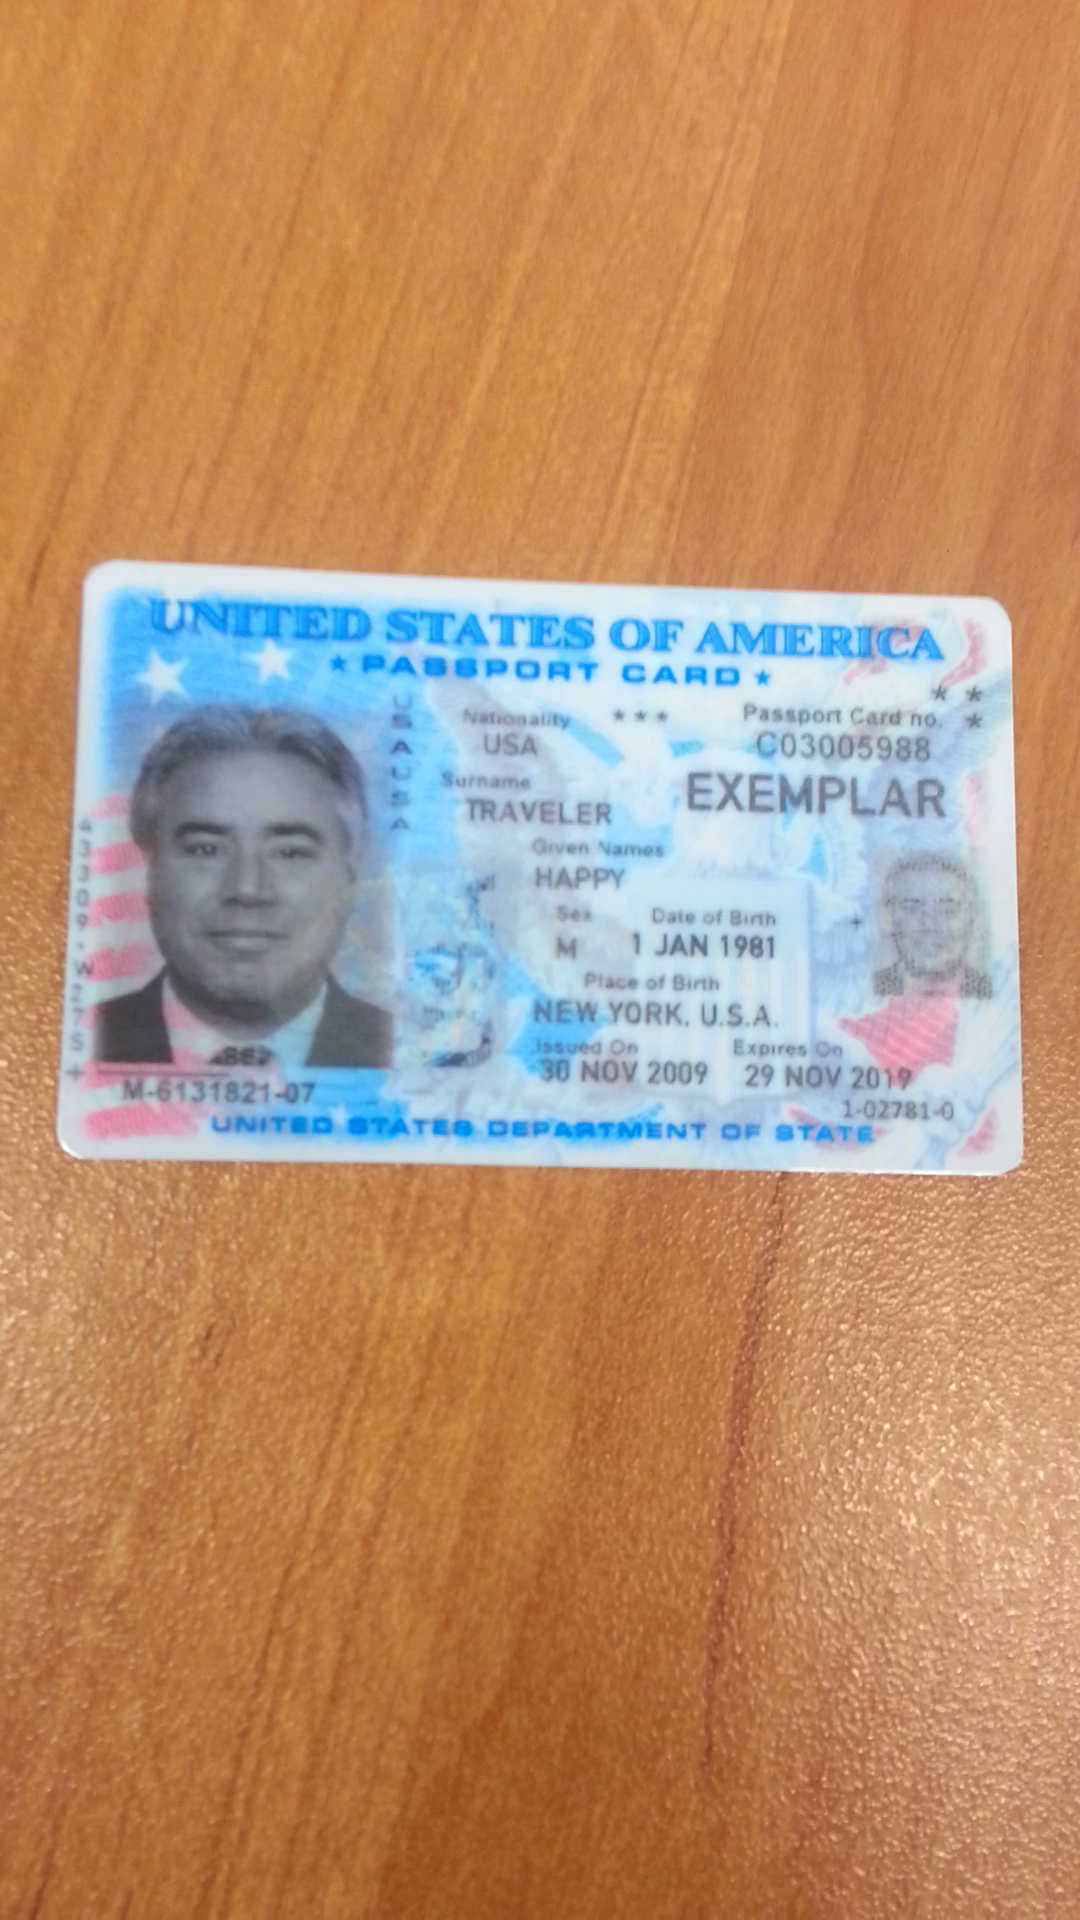 UNITED STATES OF AMERICA
★ PASSPORT CARD ★
USAUSA
Nationality * * * Passport Card no. * * *
USA C03005988
Surname EXEMPLAR
TRAVELER
Given Names
HAPPY
Sex Date of Birth
M 1 JAN 1981
Place of Birth
NEW YORK, U.S.A.
Issued On Expires On
30 NOV 2009 29 NOV 2019
M-6131821-07 1-02781-0
UNITED STATES DEPARTMENT OF STATE